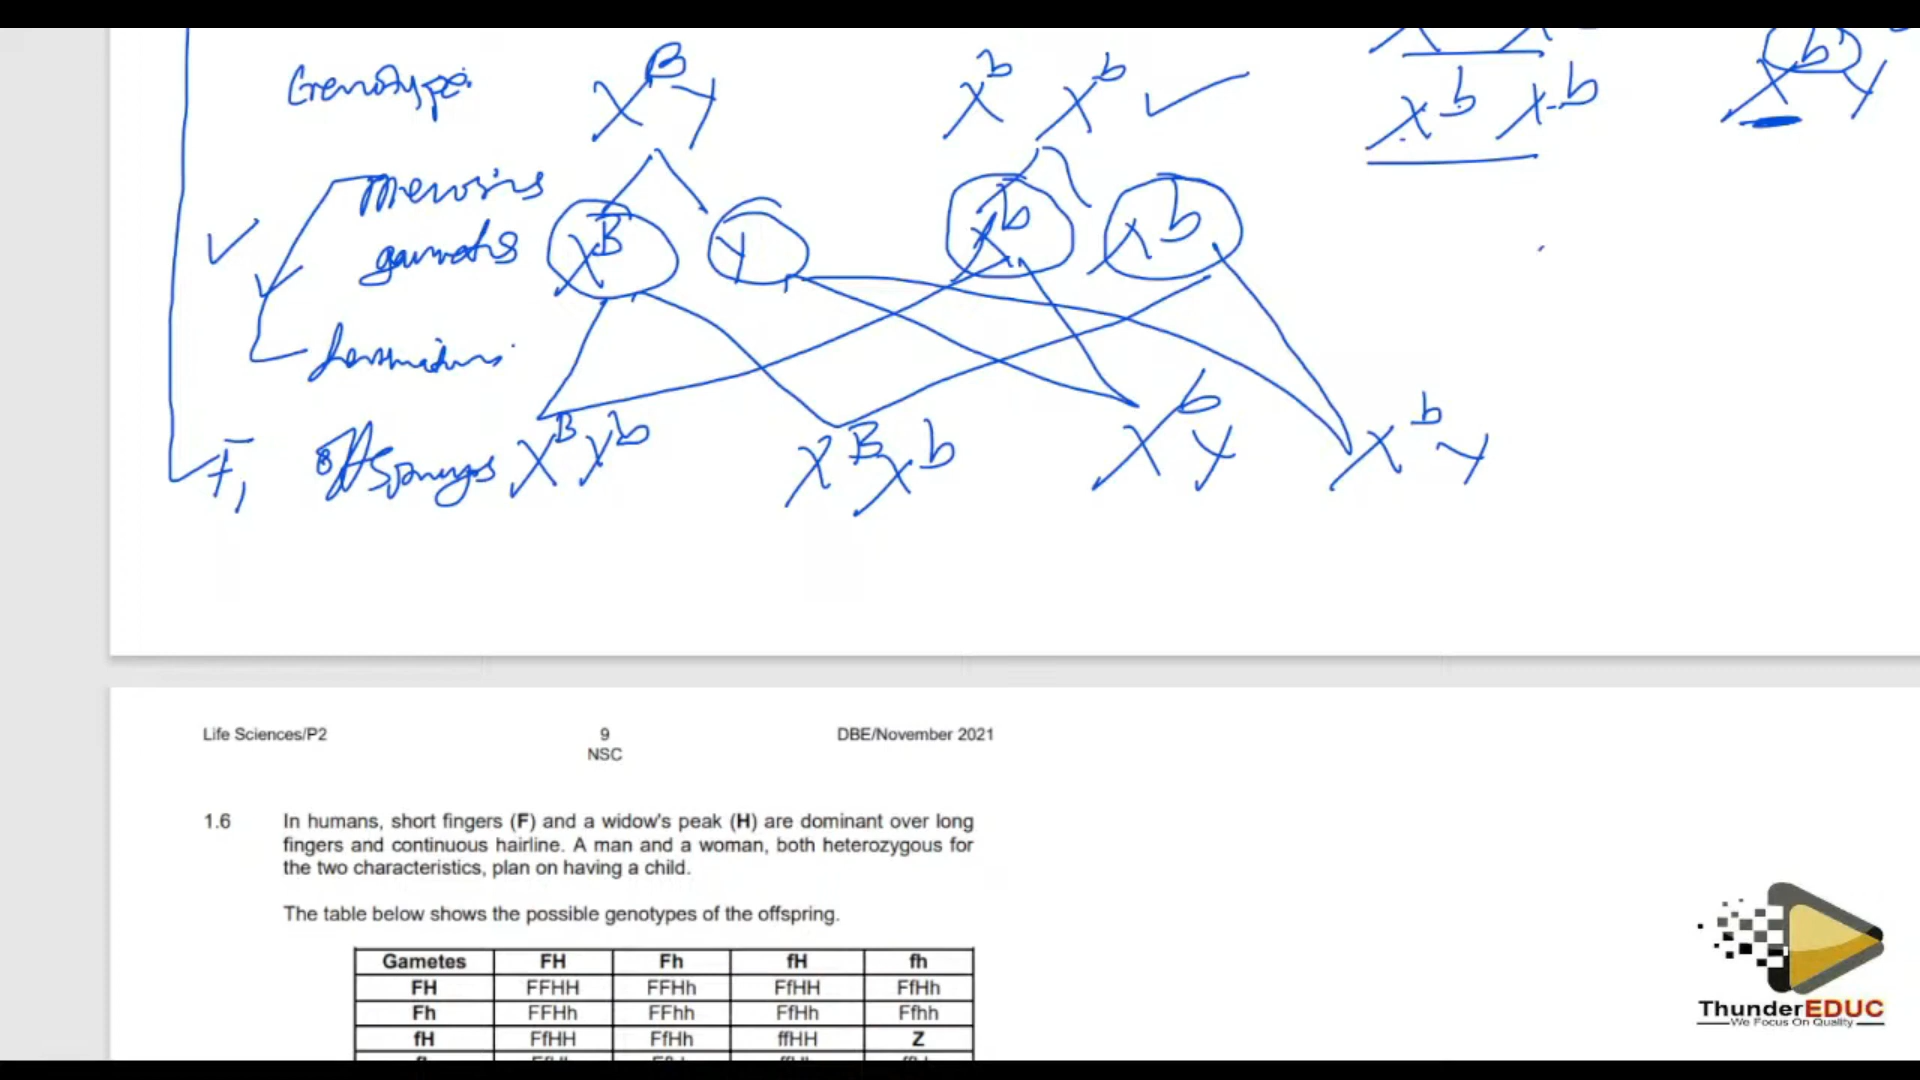 Genotype: X^B Y X^b X^b ✓ X^b X^b X^b Y
Meiosis
gametes X^B Y X^b X^b
F₁ offsprings X^B X^b X^B X^b X^b Y X^b Y
Life Sciences/P2 9 DBE/November 2021
NSC
1.6 In humans, short fingers (F) and a widow's peak (H) are dominant over long
fingers and continuous hairline. A man and a woman, both heterozygous for
the two characteristics, plan on having a child.
The table below shows the possible genotypes of the offspring.
Gametes FH Fh fH fh
FH FFHH FFHh FfHH FfHh
Fh FFHh FFhh FfHh Ffhh
fH FfHH FfHh ffHH Z
ThunderEDUC
We Focus On Quality